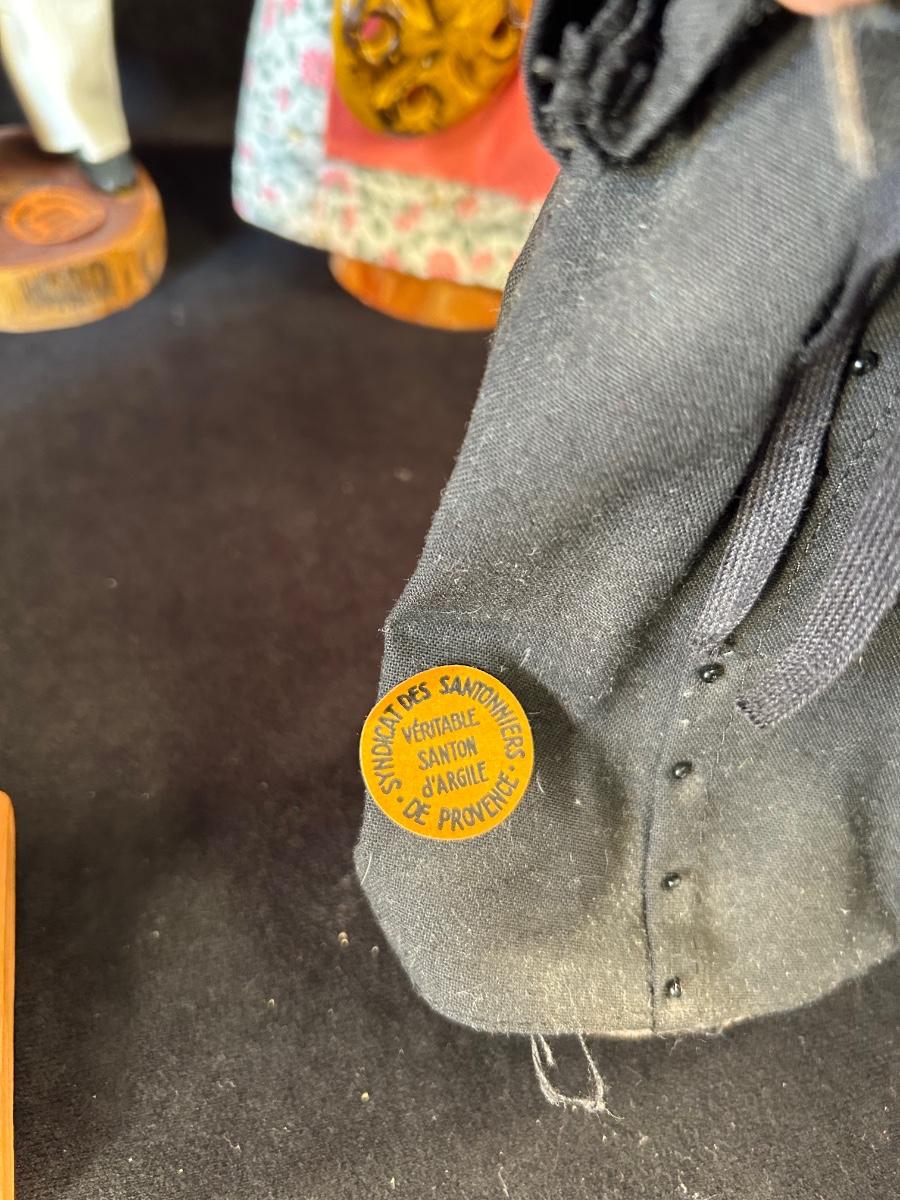 SYNDICAT DES SANTONNIERS
VÉRITABLE
SANTON
d'ARGILE
• DE PROVENCE •